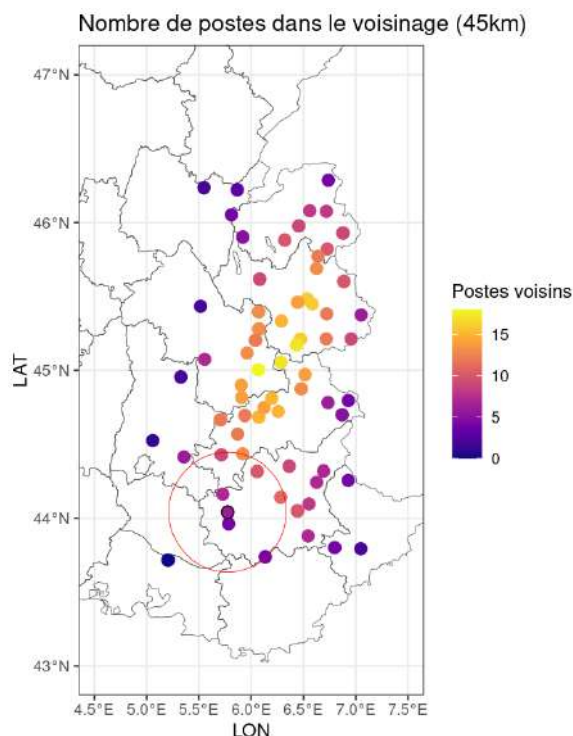 Nombre de postes dans le voisinage (45km)
47°N
46°N
45°N
44°N
43°N
LAT
4.5°E 5.0°E 5.5°E 6.0°E 6.5°E 7.0°E 7.5°E
LON
Postes voisins
15
10
5
0